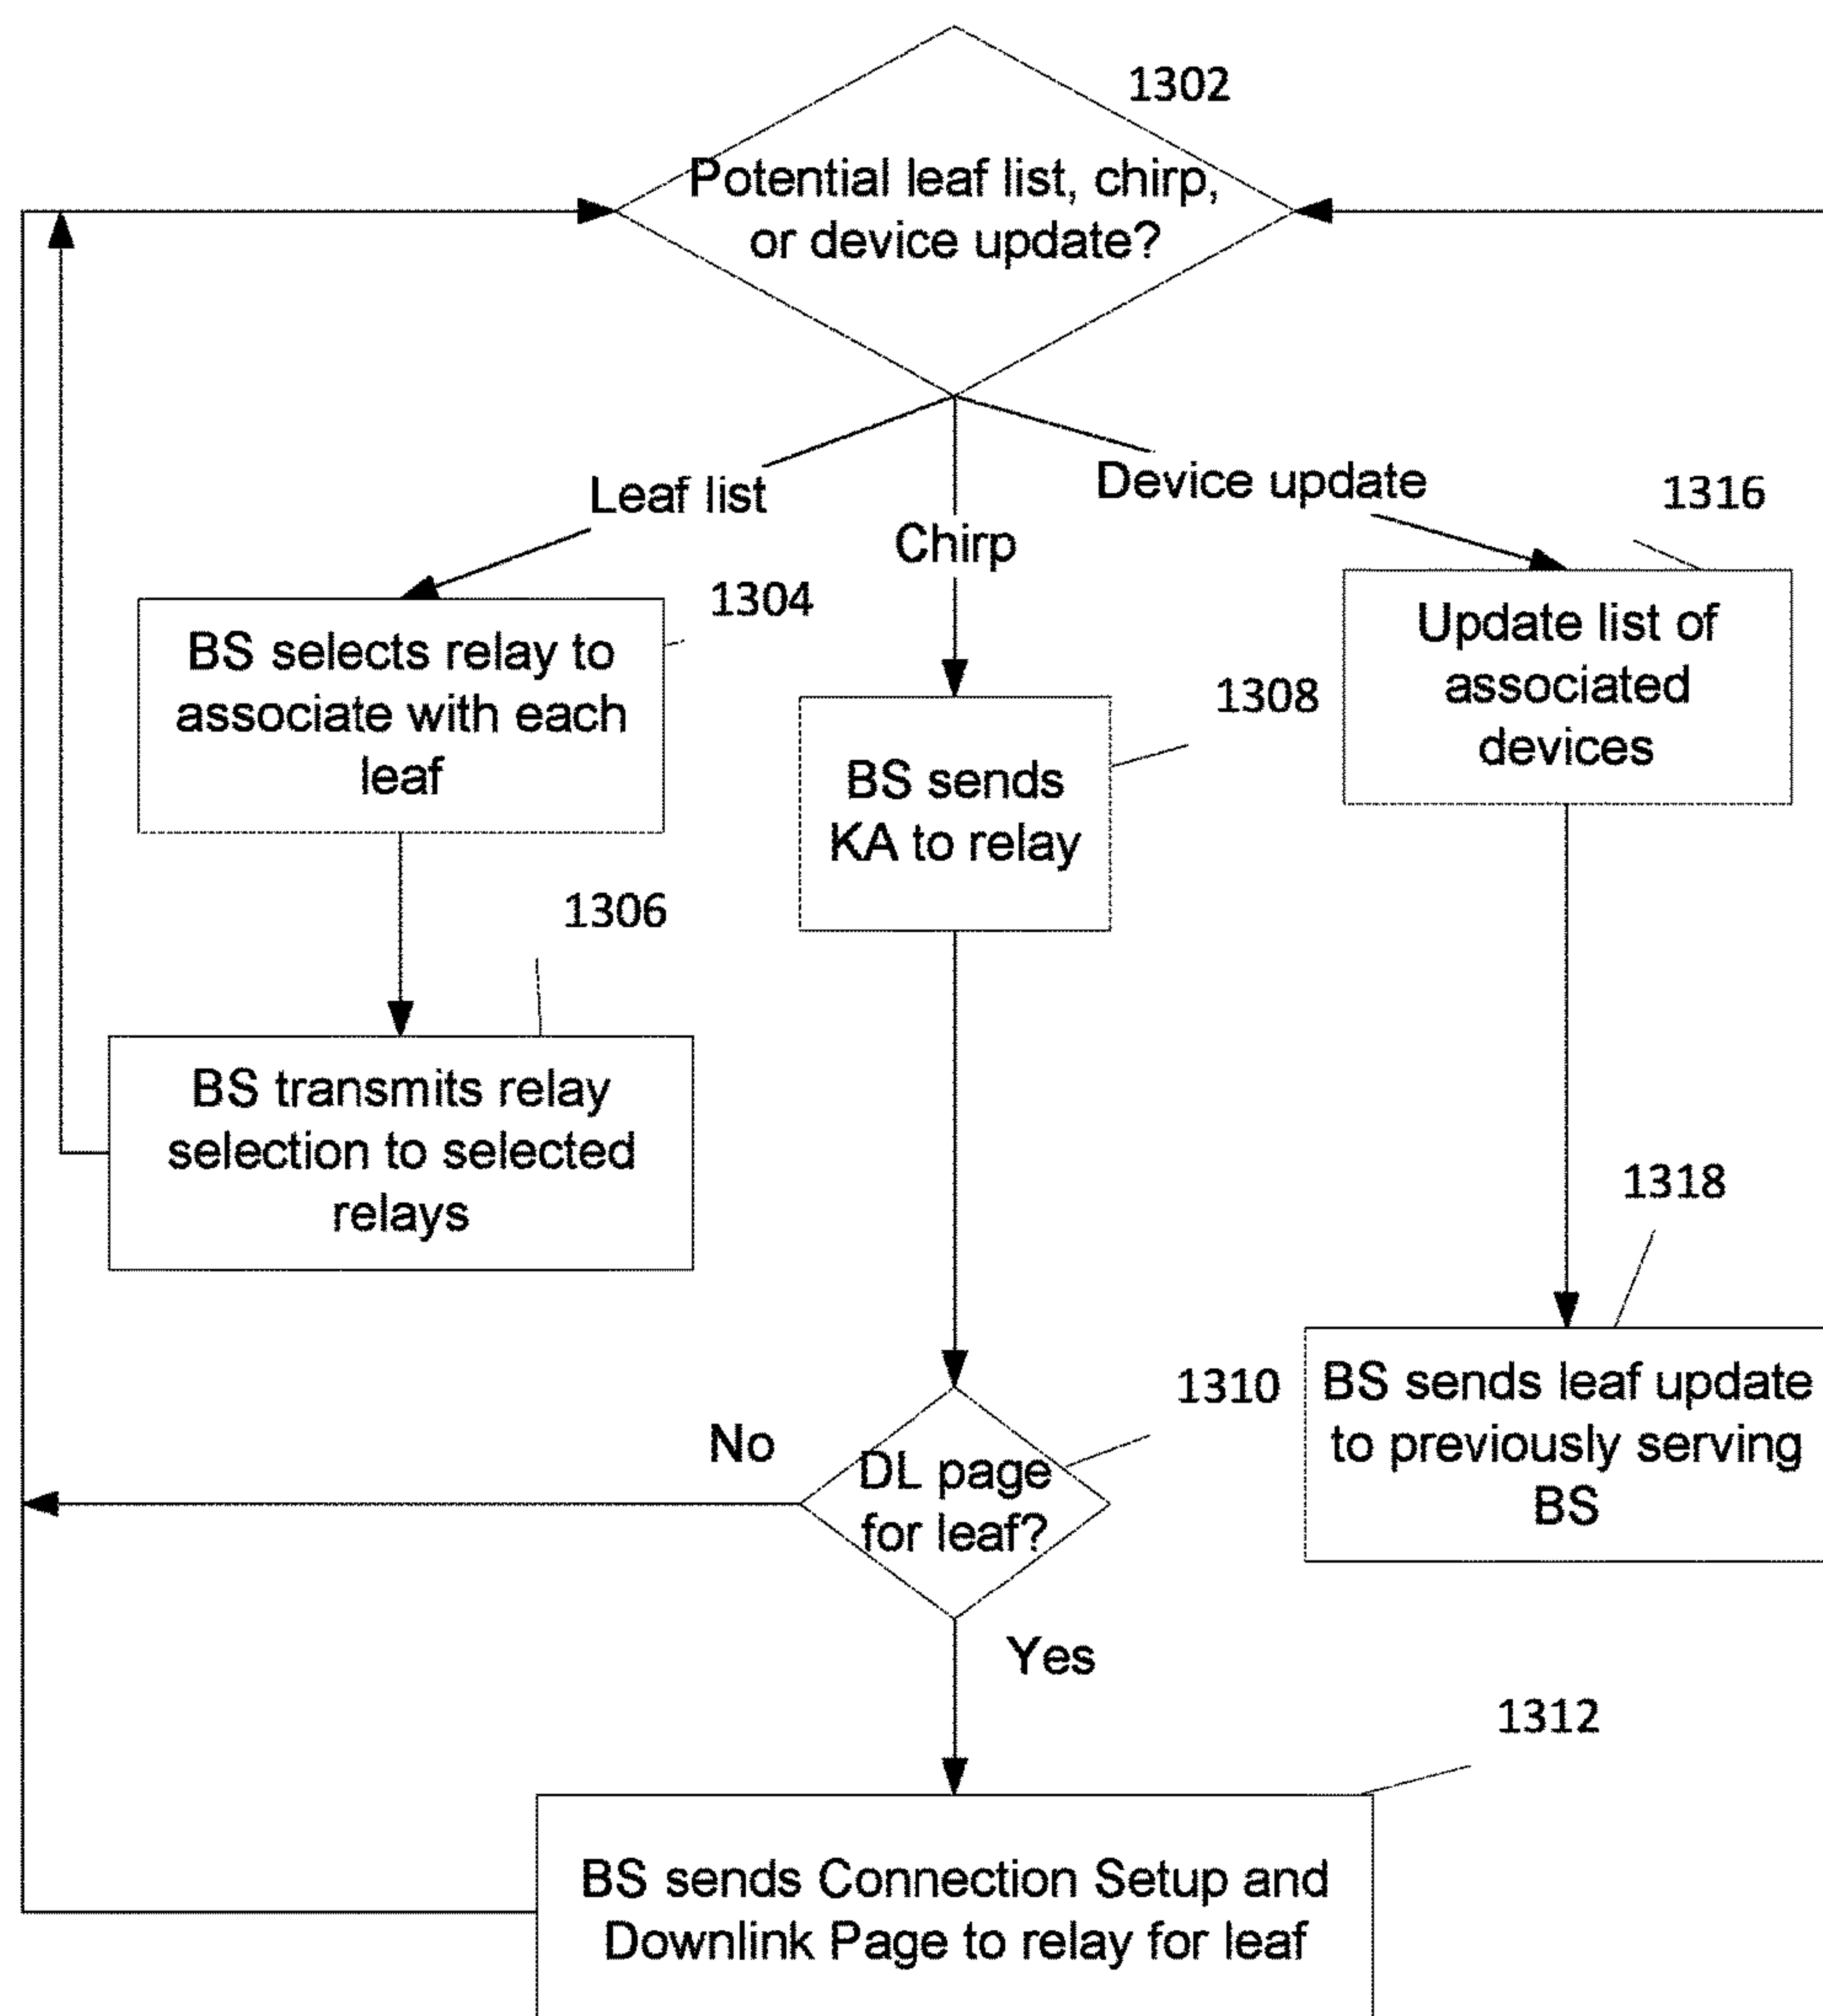 1302
Potential leaf list, chirp,
or device update?
Leaf list
Chirp
Device update
1316
1304
BS selects relay to
associate with each
leaf
Update list of
associated
devices
1308
BS sends
KA to relay
1306
BS transmits relay
selection to selected
relays
1318
1310
BS sends leaf update
to previously serving
BS
No
DL page
for leaf?
Yes
1312
BS sends Connection Setup and
Downlink Page to relay for leaf